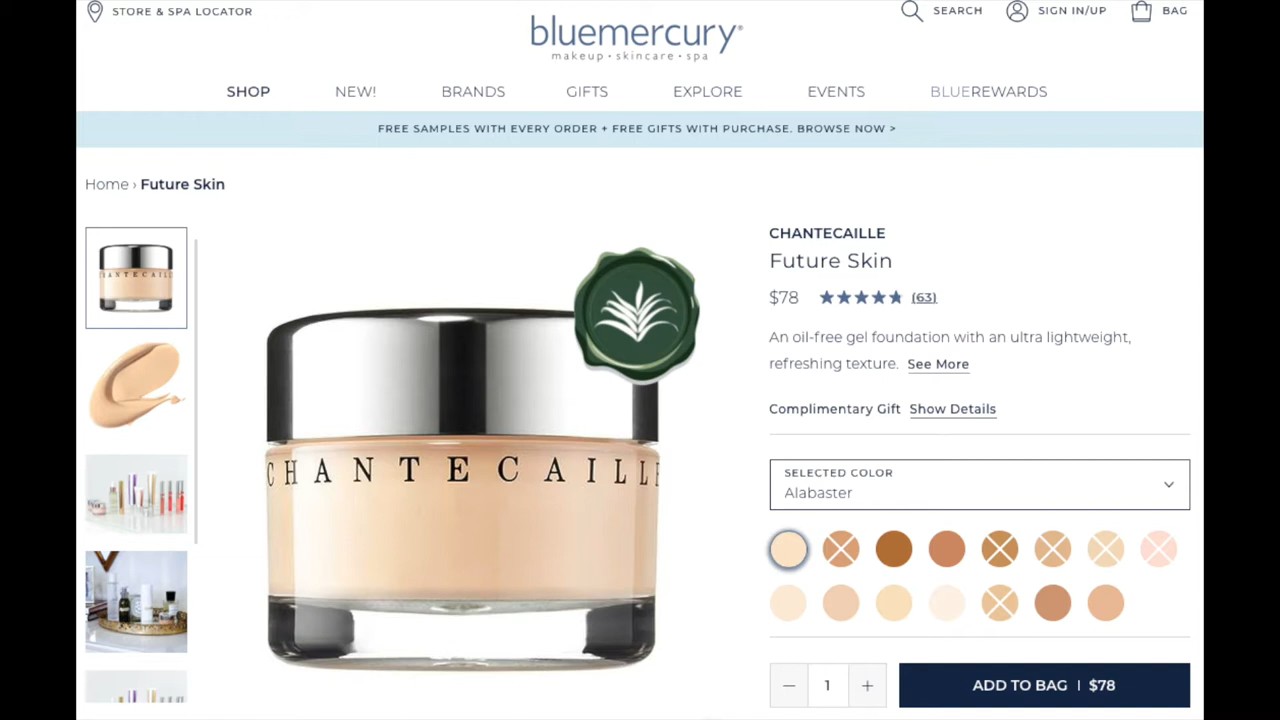 STORE & SPA LOCATOR
SEARCH
SIGN IN/UP
BAG
bluemercury®
makeup • skincare • spa
SHOP
NEW!
BRANDS
GIFTS
EXPLORE
EVENTS
BLUEREWARDS
FREE SAMPLES WITH EVERY ORDER + FREE GIFTS WITH PURCHASE. BROWSE NOW >
Home › Future Skin
CHANTECAILLE
Future Skin
$78
(63)
An oil-free gel foundation with an ultra lightweight,
refreshing texture. See More
Complimentary Gift Show Details
SELECTED COLOR
Alabaster
1
ADD TO BAG | $78
HANTECAIL
CHANTECAILLE